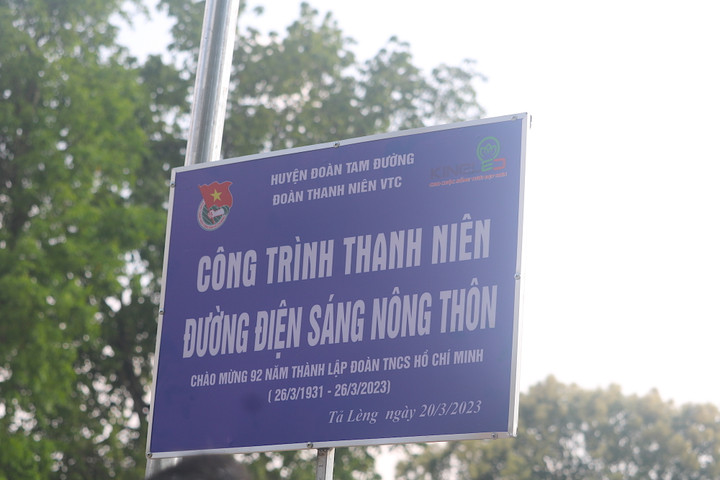 HUYỆN ĐOÀN TAM ĐƯỜNG
ĐOÀN THANH NIÊN VTC
CÔNG TRÌNH THANH NIÊN
ĐƯỜNG ĐIỆN SÁNG NÔNG THÔN
CHÀO MỪNG 92 NĂM THÀNH LẬP ĐOÀN TNCS HỒ CHÍ MINH
( 26/3/1931 - 26/3/2023)
Tả Lèng ngày 20/3/2023